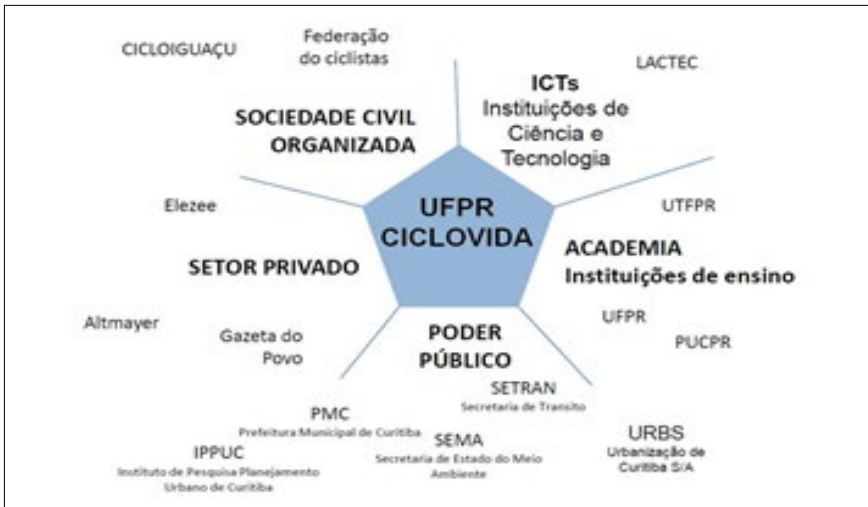 CICLOIGUAÇU
Federação
do ciclistas
SOCIEDADE CIVIL
ORGANIZADA
ICTs
Instituições de
Ciência e
Tecnologia
LACTEC
UFPR
CICLOVIDA
Elezee
SETOR PRIVADO
Altmayer
Gazeta do
Povo
UTFPR
ACADEMIA
Instituições de ensino
UFPR
PUCPR
PODER
PÚBLICO
SETRAN
Secretaria de Transito
PMC
Prefeitura Municipal de Curitiba
IPPUC
Instituto de Pesquisa Planejamento
Urbano de Curitiba
SEMA
Secretaria de Estado do Meio
Ambiente
URBS
Urbanização de
Curitiba S/A